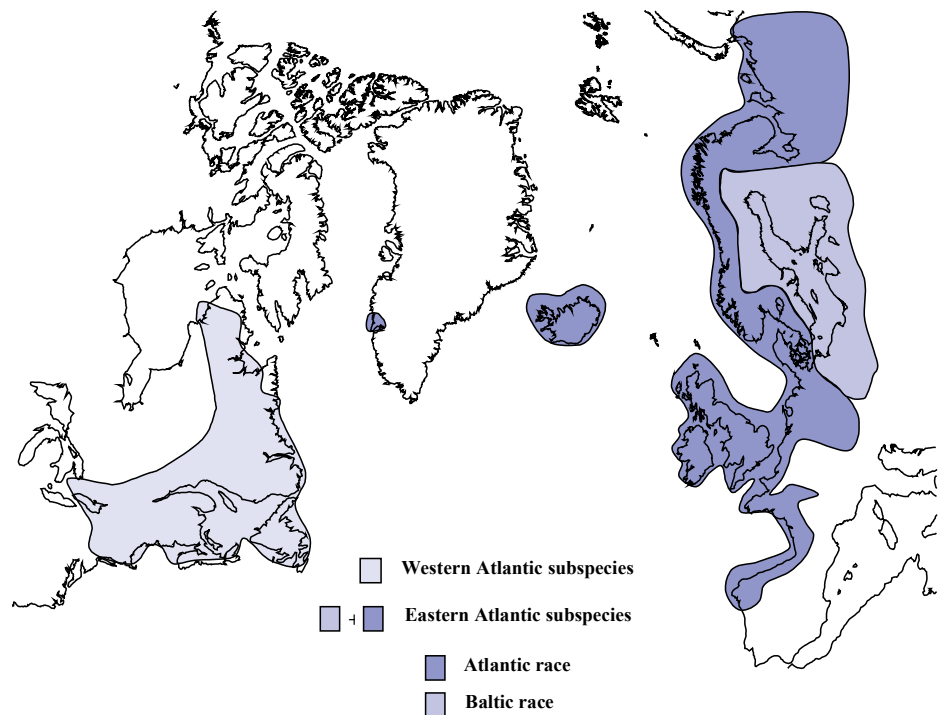 Western Atlantic subspecies
+ Eastern Atlantic subspecies
Atlantic race
Baltic race